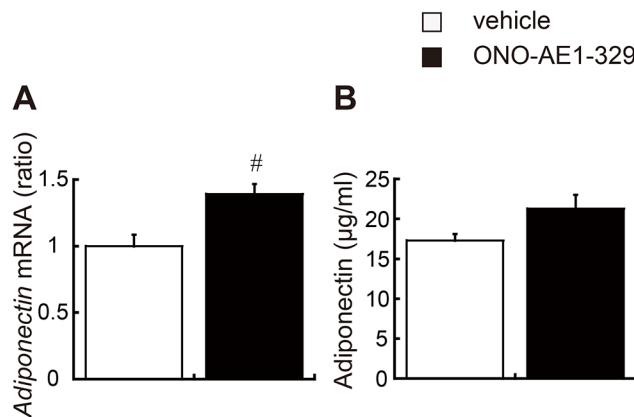 vehicle
ONO-AE1-329
A
B
#
Adiponectin mRNA (ratio)
1.5
1
0.5
0
Adiponectin (μg/ml)
25
20
15
10
5
0